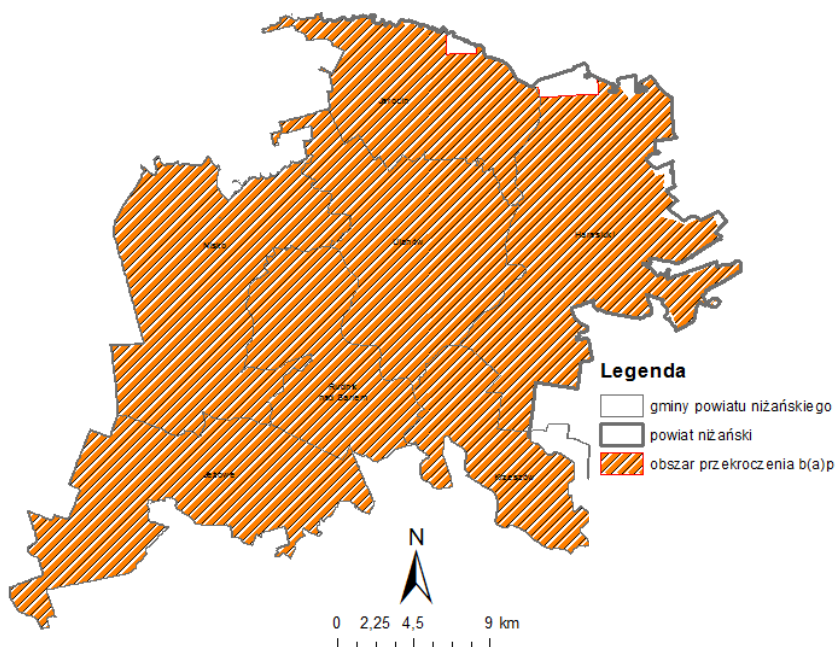 Jarocin
Nisko
Ulanów
Harasiuki
Rudnik
nad Sanem
Jeżowe
Krzeszów
Legenda
gminy powiatu niżańskiego
powiat niżański
obszar przekroczenia b(a)p
N
0 2,25 4,5 9 km